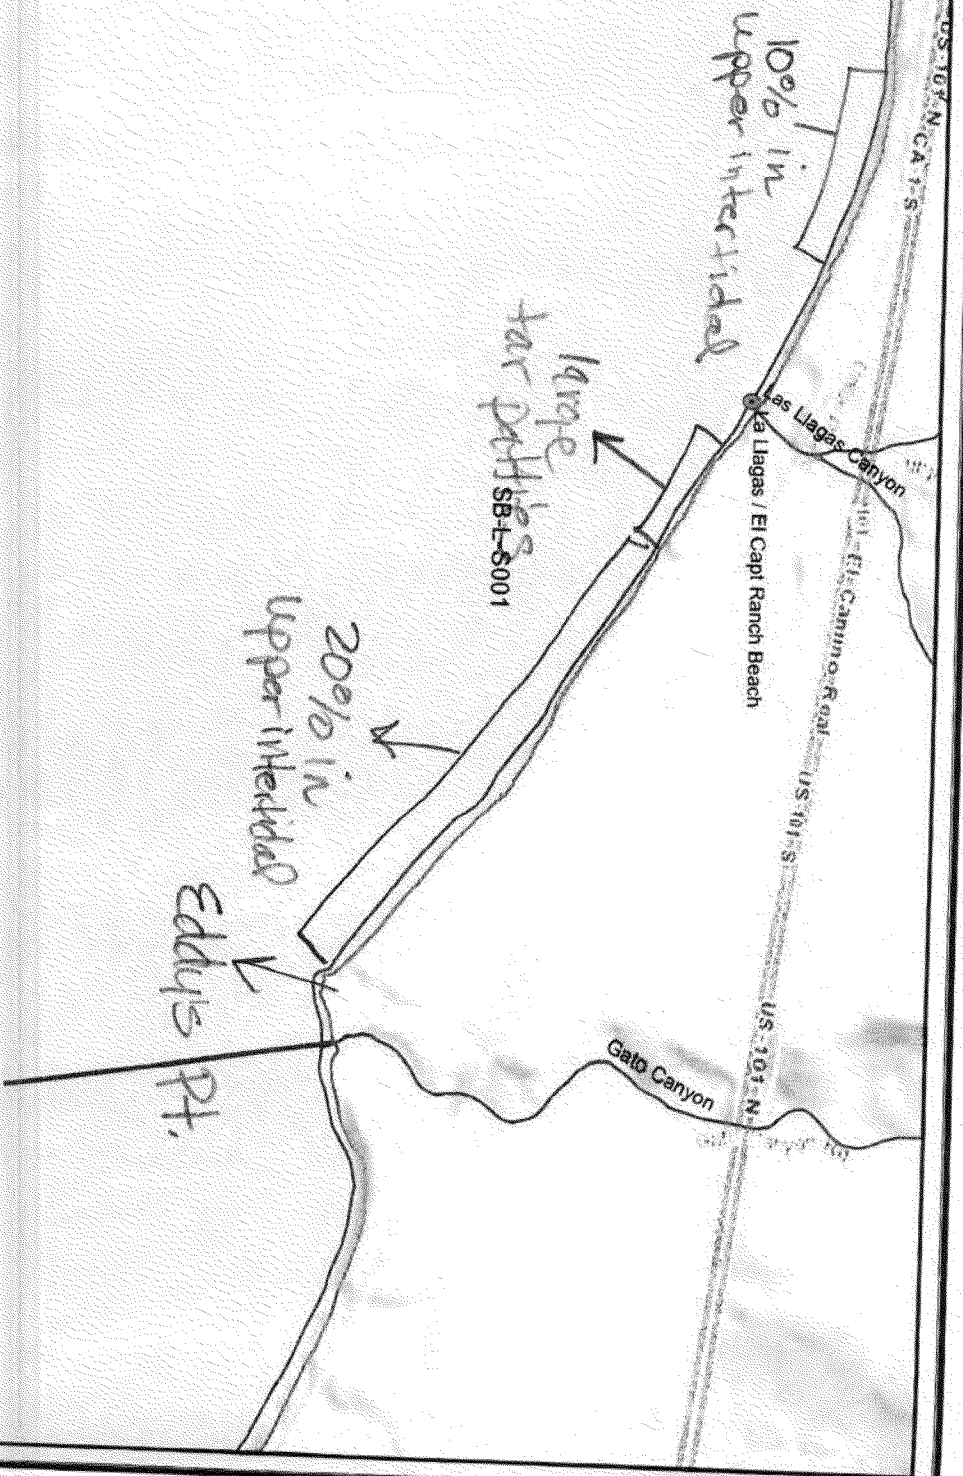 US 101 N
CA 1 S
10% in
upper intertidal
Las Llagas Canyon
La Llagas / El Capt Ranch Beach
large
tar patties
SB-L-S001
El Camino Real
US 101 S
20% in
upper intertidal
US-101-N
Gato Canyon
Eddy's Pt.